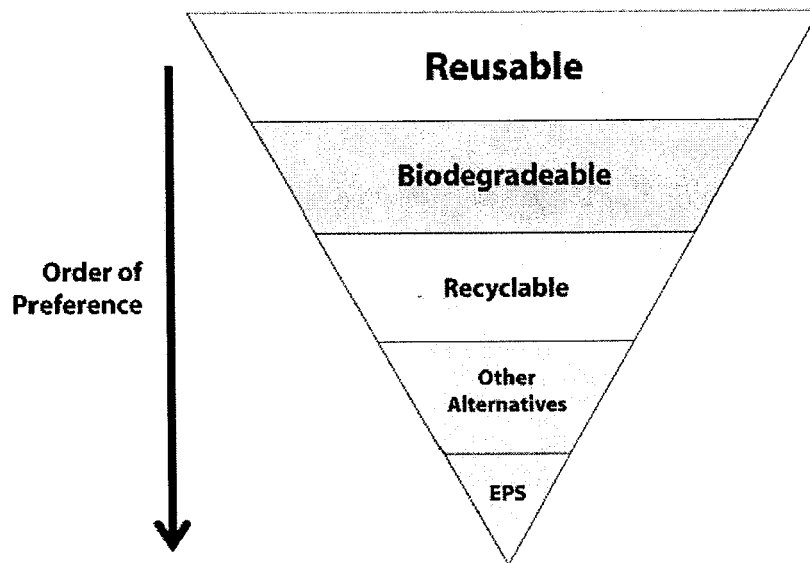 Reusable
Biodegradeable
Order of
Preference
Recyclable
Other
Alternatives
EPS